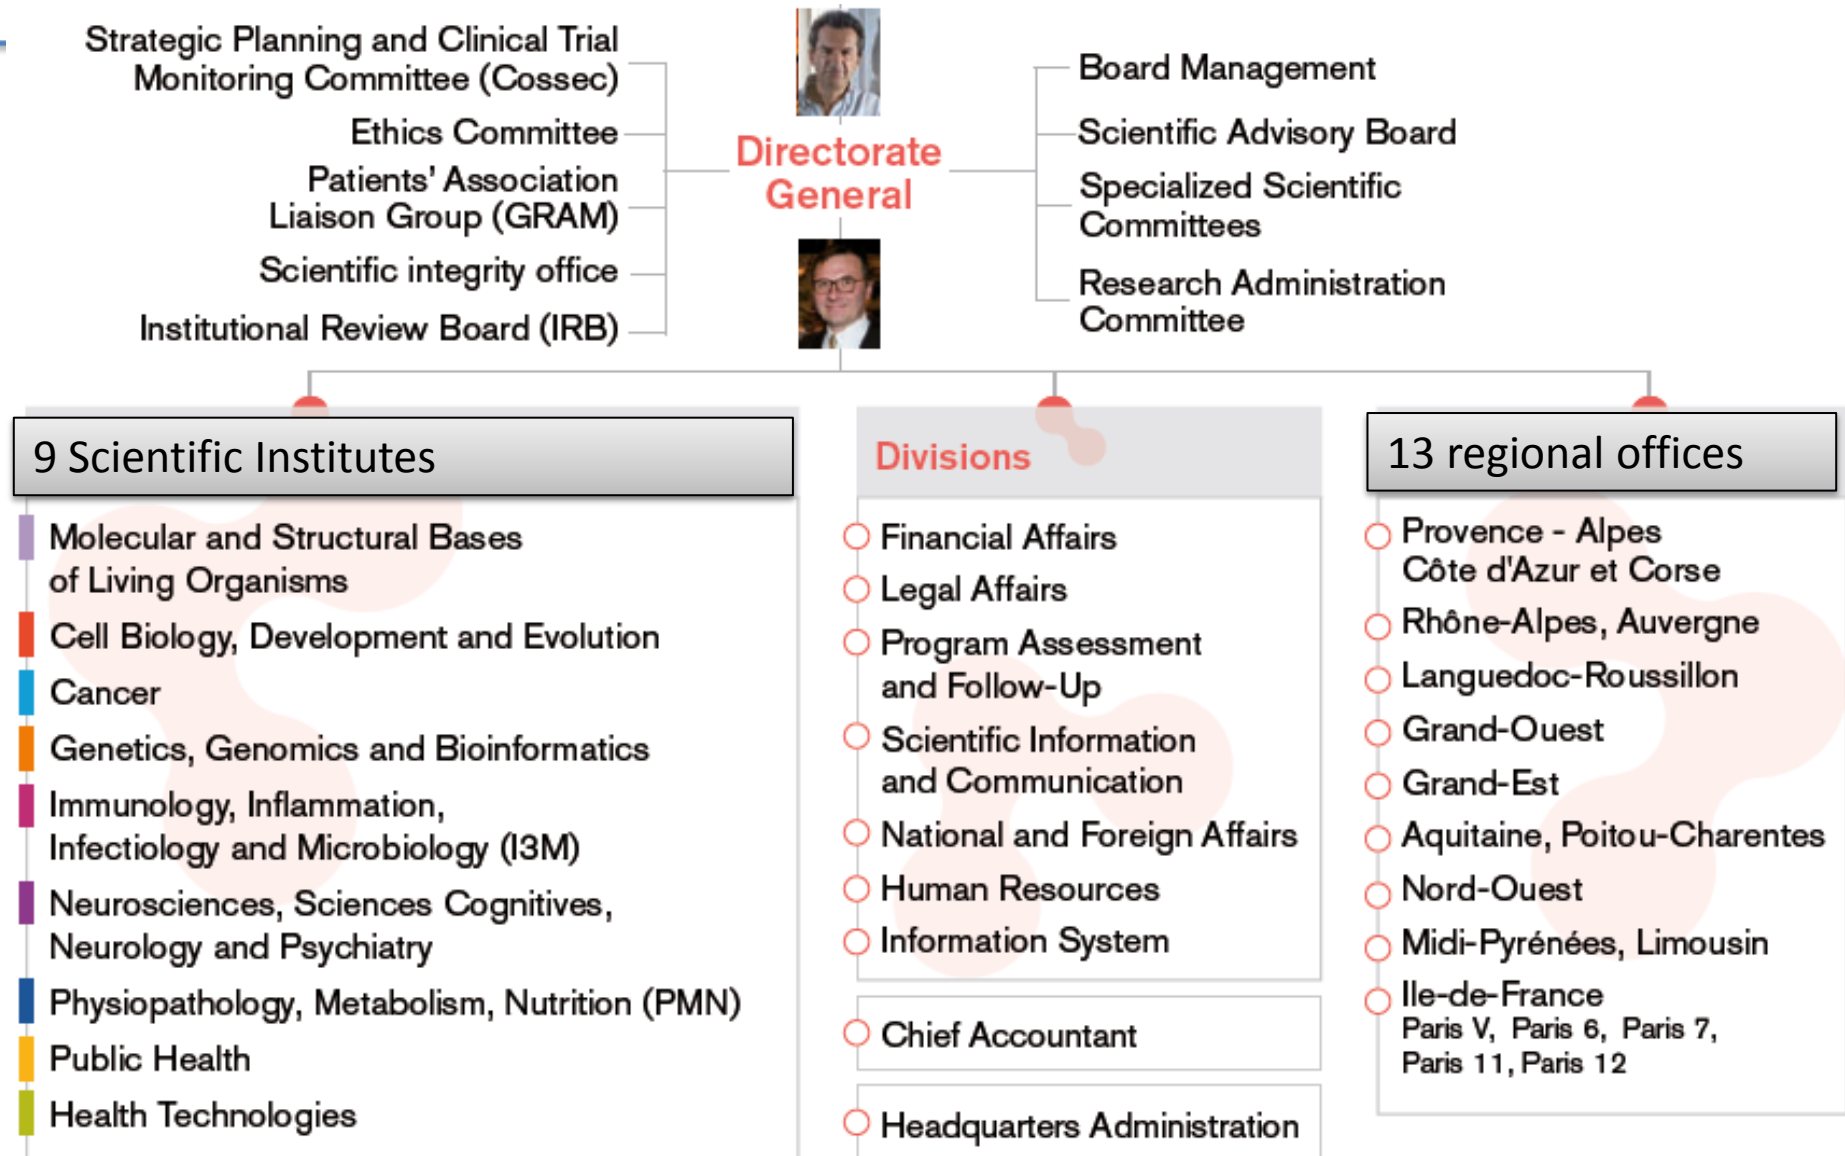 Strategic Planning and Clinical Trial
Monitoring Committee (Cossec)
Ethics Committee
Patients' Association
Liaison Group (GRAM)
Scientific integrity office
Institutional Review Board (IRB)
Directorate
General
Board Management
Scientific Advisory Board
Specialized Scientific
Committees
Research Administration
Committee
9 Scientific Institutes
Molecular and Structural Bases
of Living Organisms
Cell Biology, Development and Evolution
Cancer
Genetics, Genomics and Bioinformatics
Immunology, Inflammation,
Infectiology and Microbiology (I3M)
Neurosciences, Sciences Cognitives,
Neurology and Psychiatry
Physiopathology, Metabolism, Nutrition (PMN)
Public Health
Health Technologies
Divisions
Financial Affairs
Legal Affairs
Program Assessment
and Follow-Up
Scientific Information
and Communication
National and Foreign Affairs
Human Resources
Information System
Chief Accountant
Headquarters Administration
13 regional offices
Provence - Alpes
Côte d'Azur et Corse
Rhône-Alpes, Auvergne
Languedoc-Roussillon
Grand-Ouest
Grand-Est
Aquitaine, Poitou-Charentes
Nord-Ouest
Midi-Pyrénées, Limousin
Ile-de-France
Paris V, Paris 6, Paris 7,
Paris 11, Paris 12